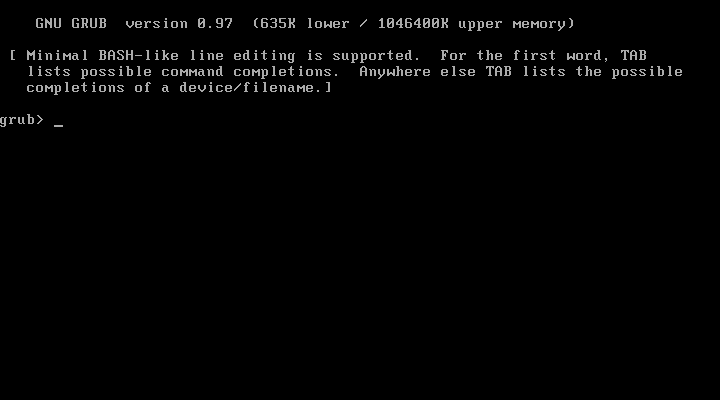 GNU GRUB  version 0.97  (635K lower / 1046400K upper memory)
[ Minimal BASH-like line editing is supported.  For the first word, TAB
lists possible command completions.  Anywhere else TAB lists the possible
completions of a device/filename.]
grub> _